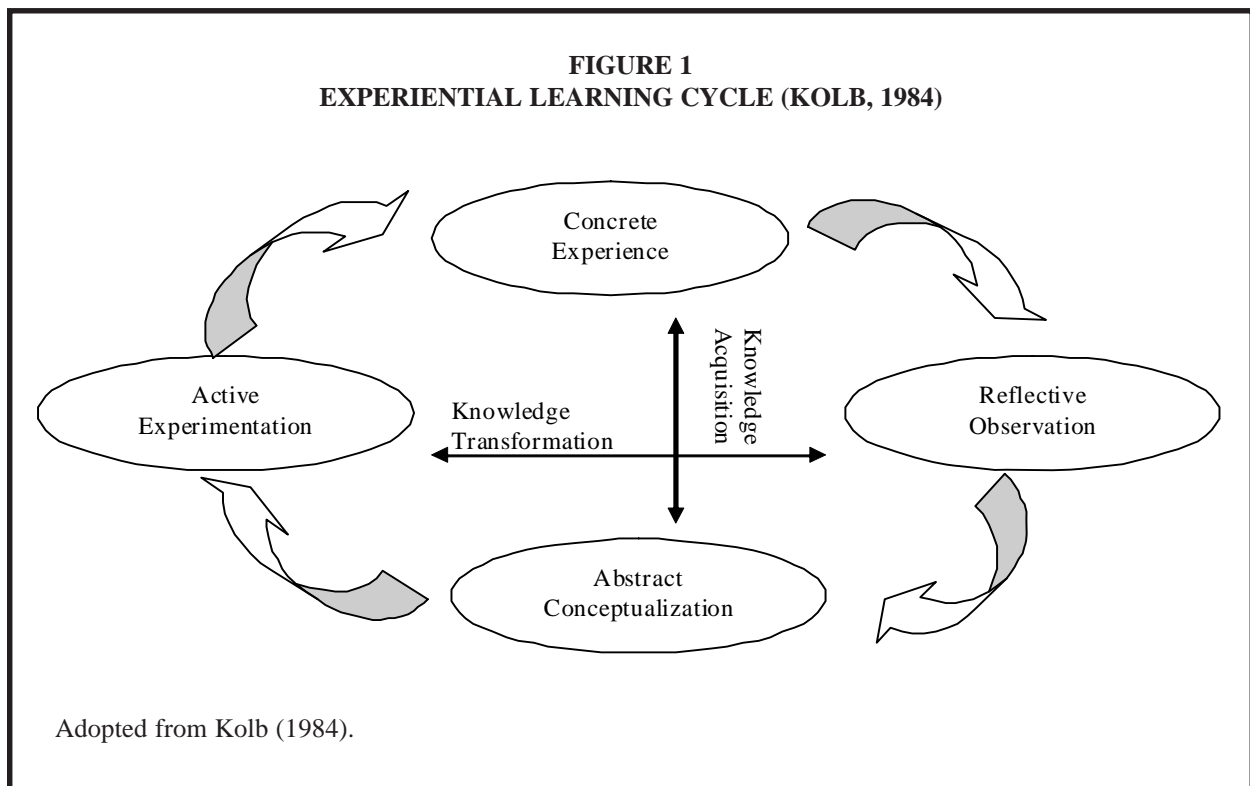 FIGURE 1
EXPERIENTIAL LEARNING CYCLE (KOLB, 1984)
Concrete
Experience
Knowledge
Acquisition
Active
Experimentation
Reflective
Observation
Knowledge
Transformation
Abstract
Conceptualization
Adopted from Kolb (1984).